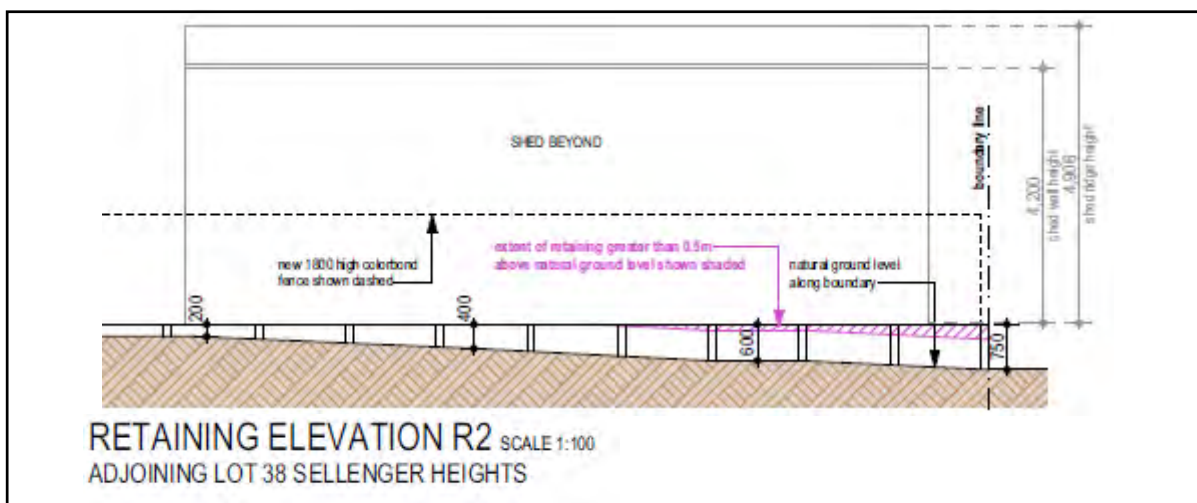 SHED BEYOND
boundary line
4,200
shed wall height
4,906
shed ridge height
extent of retaining greater than 0.5m
above natural ground level shown shaded
new 1800 high colorbond
fence shown dashed
natural ground level
along boundary
200
400
600
750
RETAINING ELEVATION R2 SCALE 1:100
ADJOINING LOT 38 SELLENGER HEIGHTS